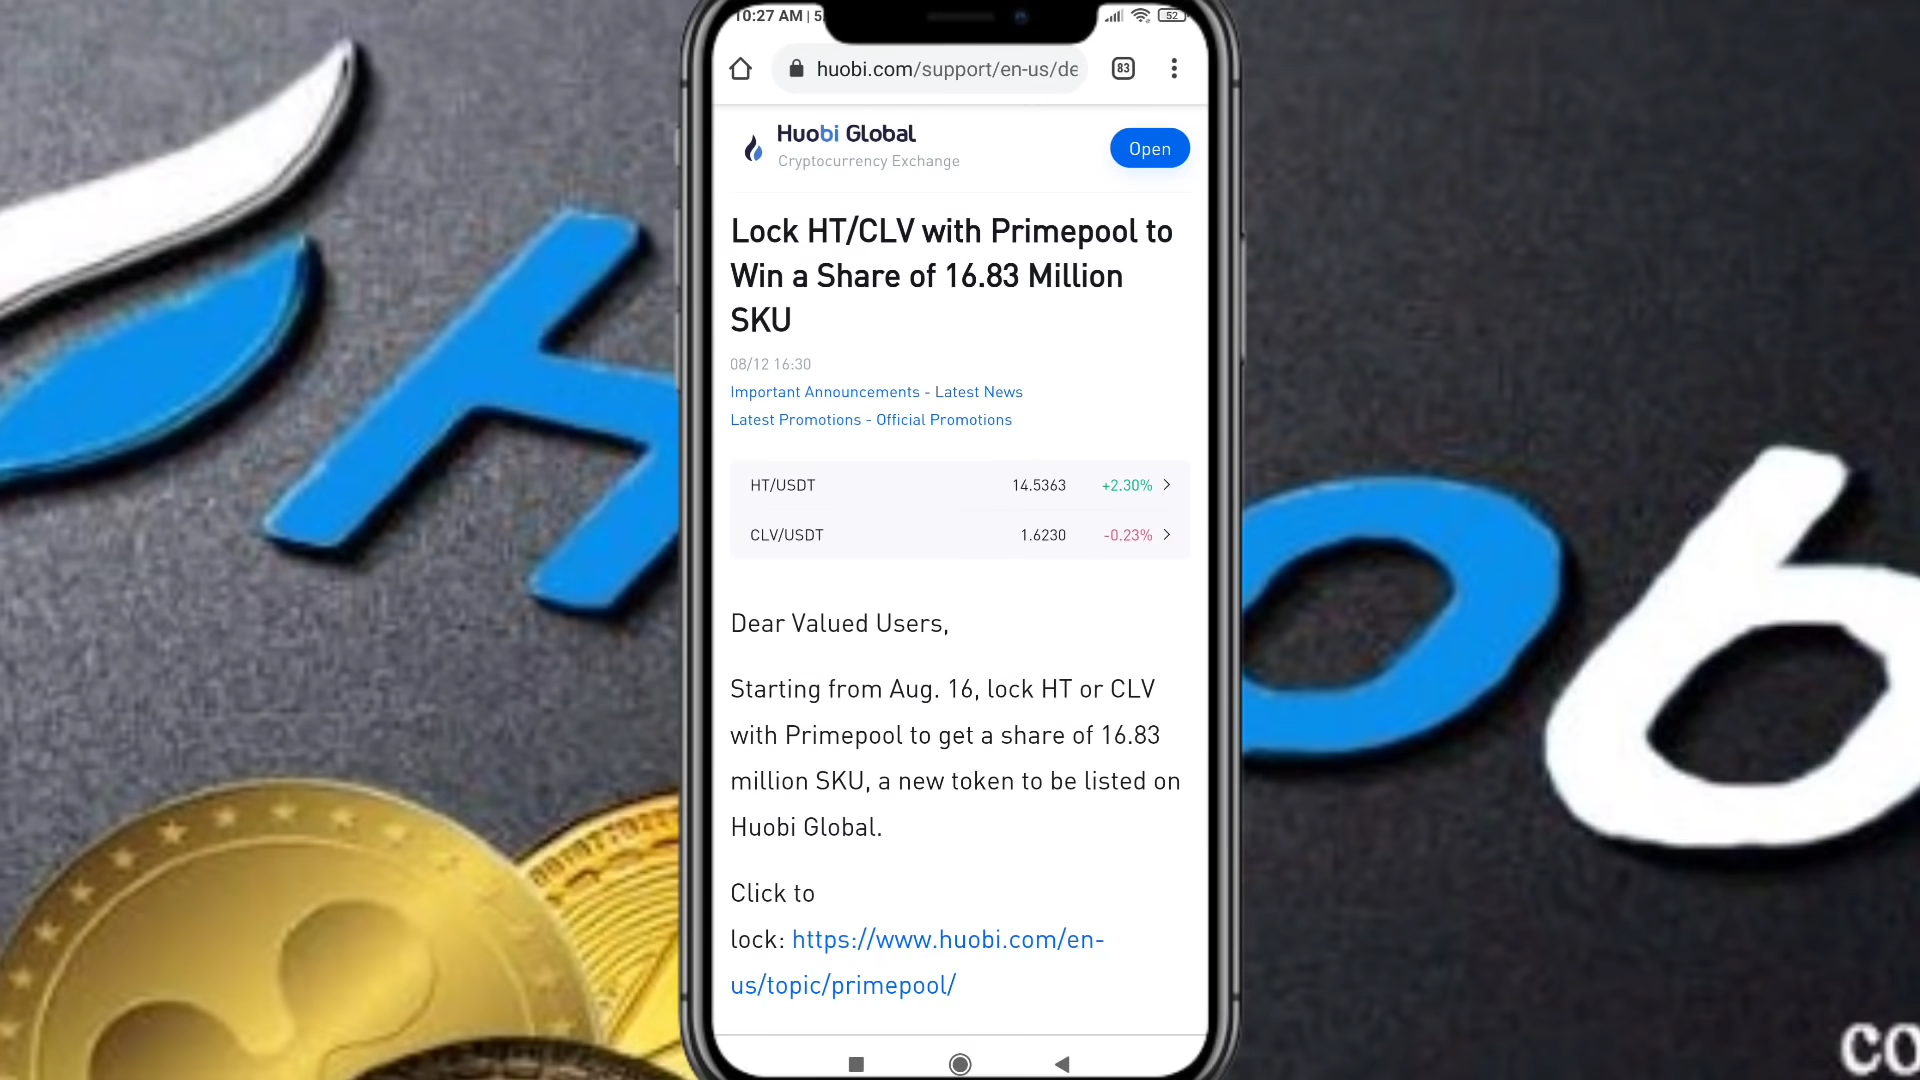 10:27 AM | 5
52
huobi.com/support/en-us/de
83
Huobi Global
Cryptocurrency Exchange
Open
Lock HT/CLV with Primepool to
Win a Share of 16.83 Million
SKU
08/12 16:30
Important Announcements - Latest News
Latest Promotions - Official Promotions
HT/USDT 14.5363 +2.30%
CLV/USDT 1.6230 -0.23%
Dear Valued Users,
Starting from Aug. 16, lock HT or CLV
with Primepool to get a share of 16.83
million SKU, a new token to be listed on
Huobi Global.
Click to
lock: https://www.huobi.com/en-
us/topic/primepool/
H
ob
CO